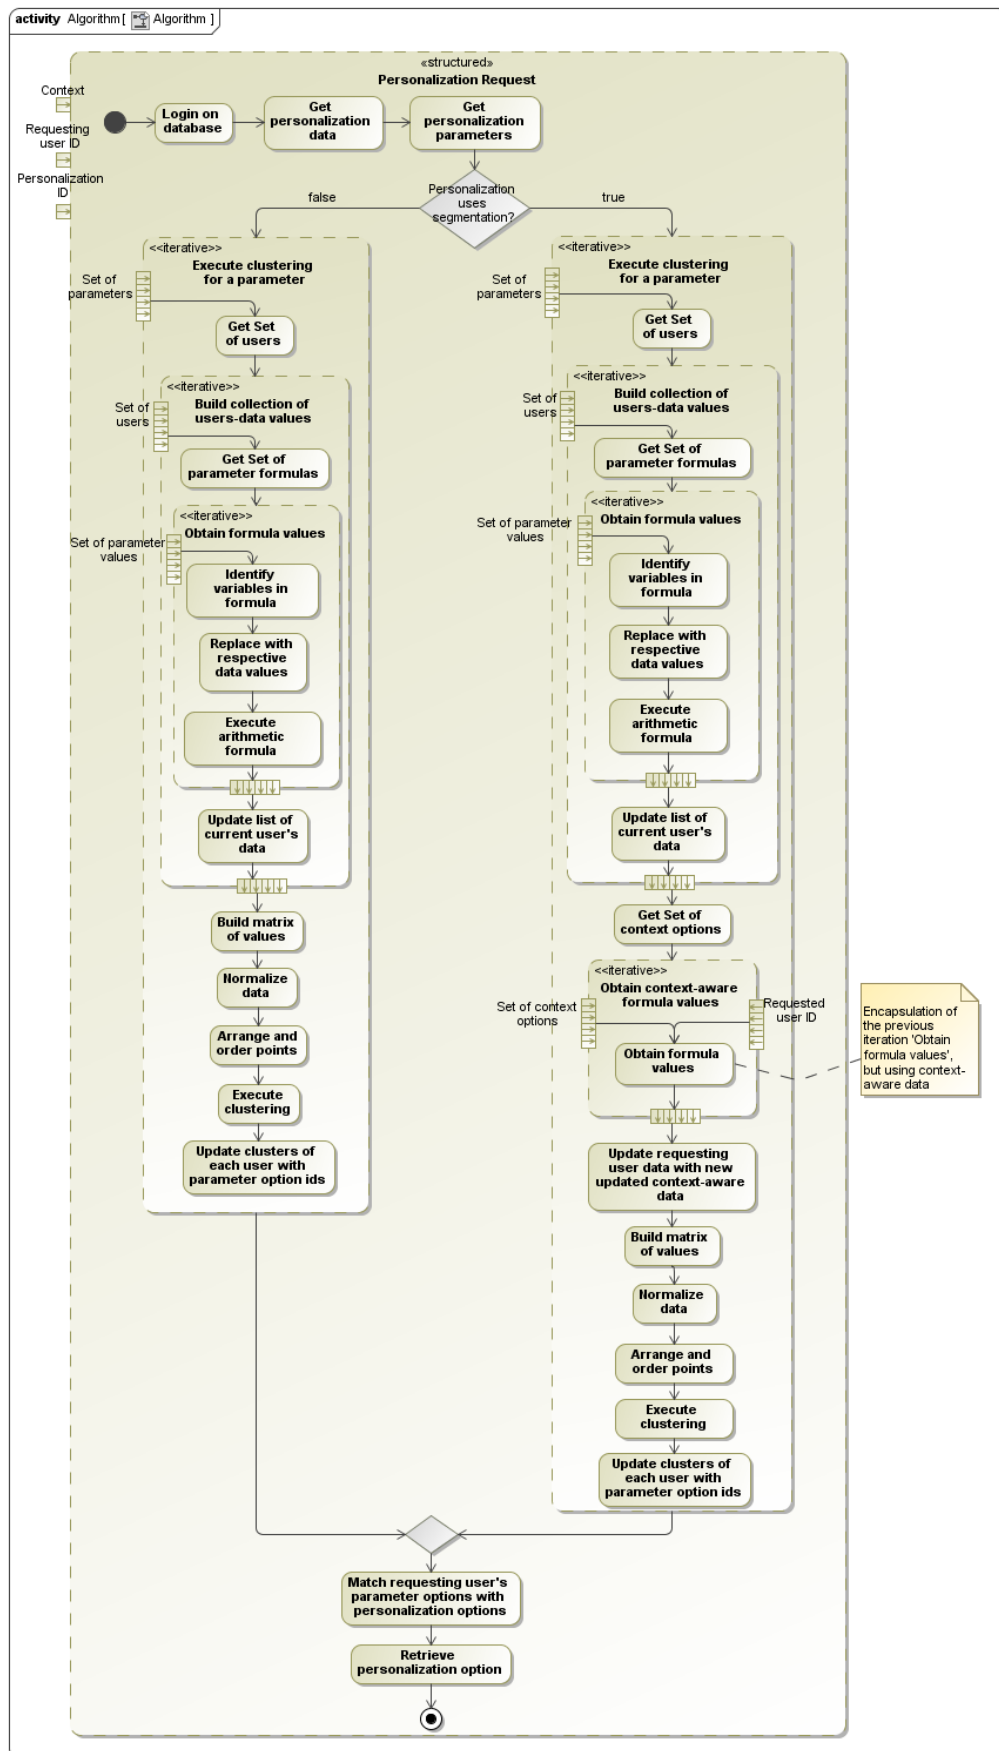 activity Algorithm [ Algorithm ]
«structured»
Personalization Request
Context
Requesting
user ID
Personalization
ID
Login on
database
Get
personalization
data
Get
personalization
parameters
Personalization
uses
segmentation?
false
true
<<iterative>>
Execute clustering
for a parameter
Set of
parameters
Get Set
of users
<<iterative>>
Build collection of
users-data values
Set of
users
Get Set of
parameter formulas
<<iterative>>
Obtain formula values
Set of parameter
values
Identify
variables in
formula
Replace with
respective
data values
Execute
arithmetic
formula
Update list of
current user's
data
Build matrix
of values
Normalize
data
Arrange and
order points
Execute
clustering
Update clusters of
each user with
parameter option ids
<<iterative>>
Execute clustering
for a parameter
Set of
parameters
Get Set
of users
<<iterative>>
Build collection of
users-data values
Set of
users
Get Set of
parameter formulas
<<iterative>>
Obtain formula values
Set of parameter
values
Identify
variables in
formula
Replace with
respective
data values
Execute
arithmetic
formula
Update list of
current user's
data
Get Set of
context options
<<iterative>>
Obtain context-aware
formula values
Set of context
options
Requested
user ID
Obtain formula
values
Encapsulation of
the previous
iteration 'Obtain
formula values',
but using context-
aware data
Update requesting
user data with new
updated context-aware
data
Build matrix
of values
Normalize
data
Arrange and
order points
Execute
clustering
Update clusters of
each user with
parameter option ids
Match requesting user's
parameter options with
personalization options
Retrieve
personalization option